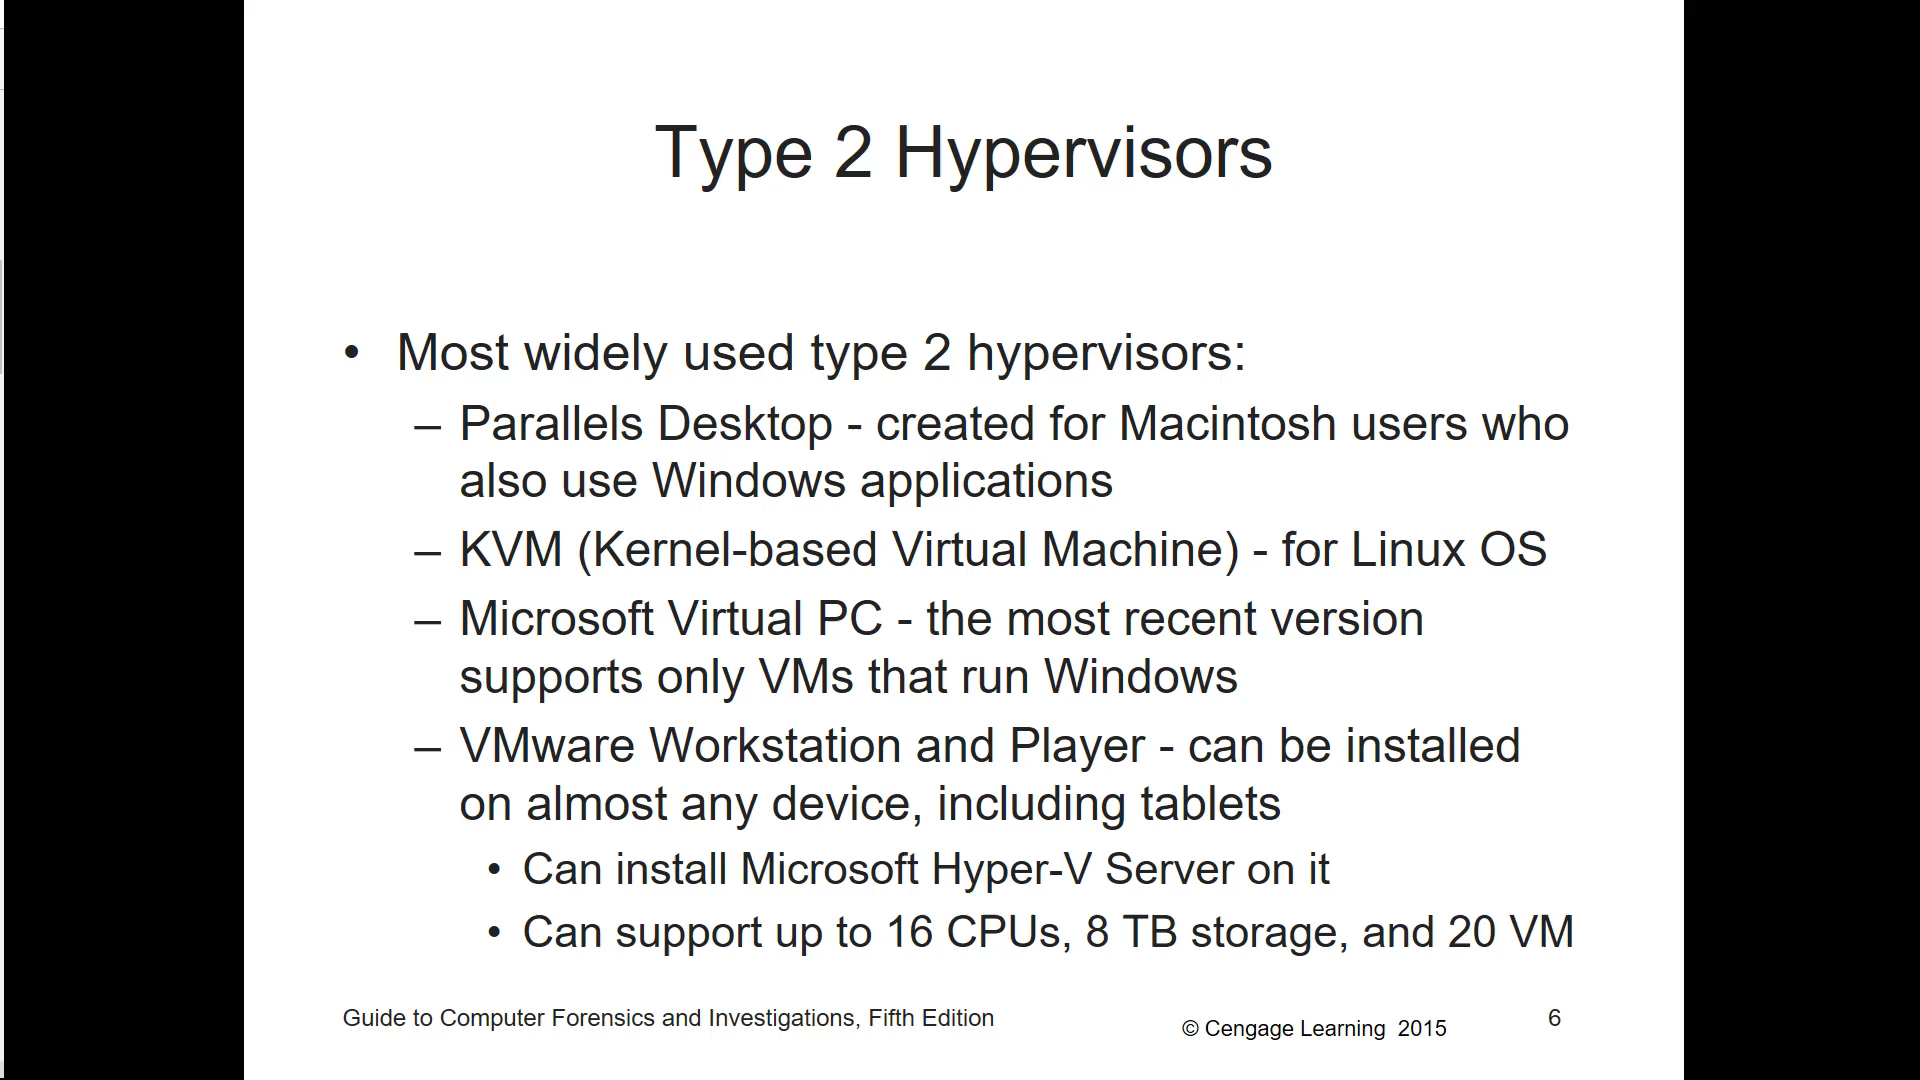 Type 2 Hypervisors
• Most widely used type 2 hypervisors:
– Parallels Desktop - created for Macintosh users who
also use Windows applications
– KVM (Kernel-based Virtual Machine) - for Linux OS
– Microsoft Virtual PC - the most recent version
supports only VMs that run Windows
– VMware Workstation and Player - can be installed
on almost any device, including tablets
• Can install Microsoft Hyper-V Server on it
• Can support up to 16 CPUs, 8 TB storage, and 20 VM
Guide to Computer Forensics and Investigations, Fifth Edition
© Cengage Learning 2015
6